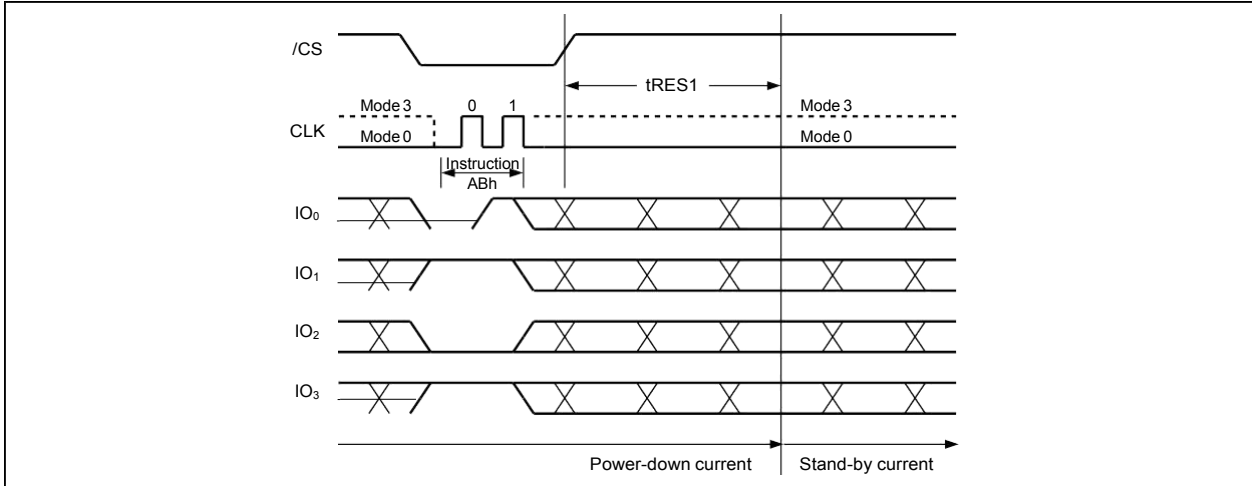 /CS
tRES1
Mode 3 0 1 Mode 3
CLK
Mode 0 Mode 0
Instruction
ABh
IO₀
IO₁
IO₂
IO₃
Power-down current Stand-by current